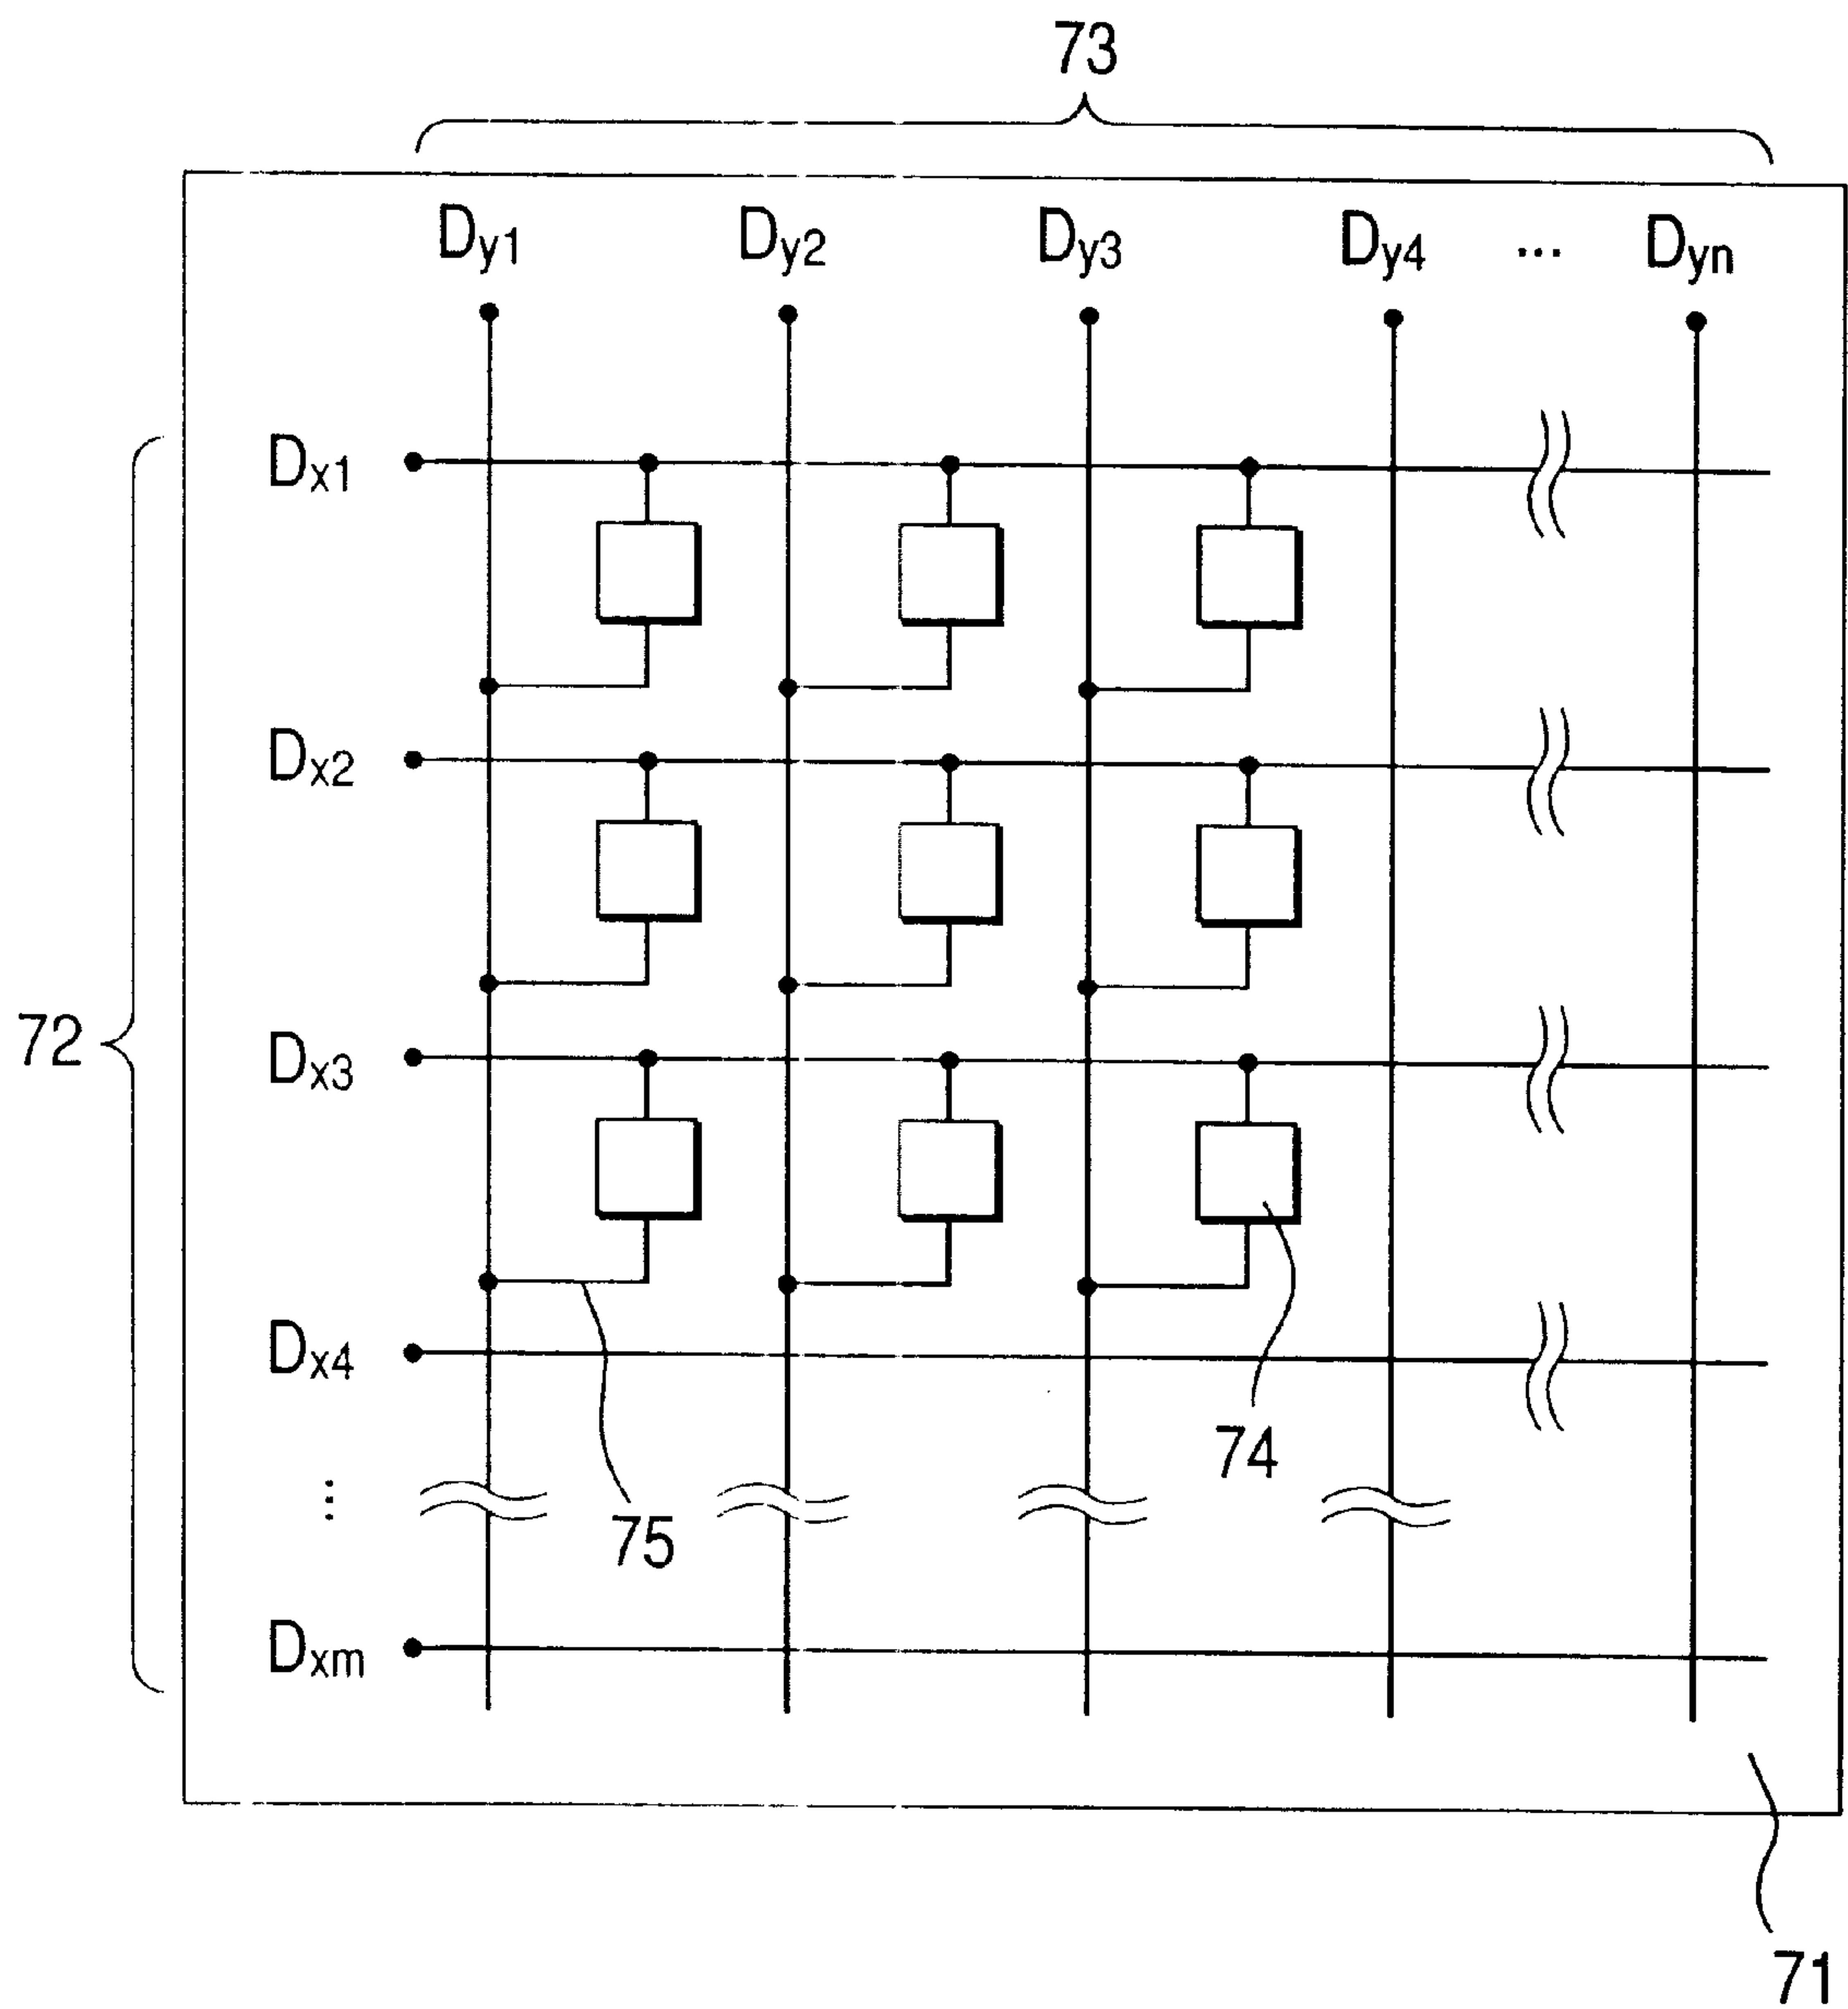 73
Dy1 Dy2 Dy3 Dy4 ... Dyn
Dx1
Dx2
72
Dx3
Dx4
74
...
75
Dxm
71